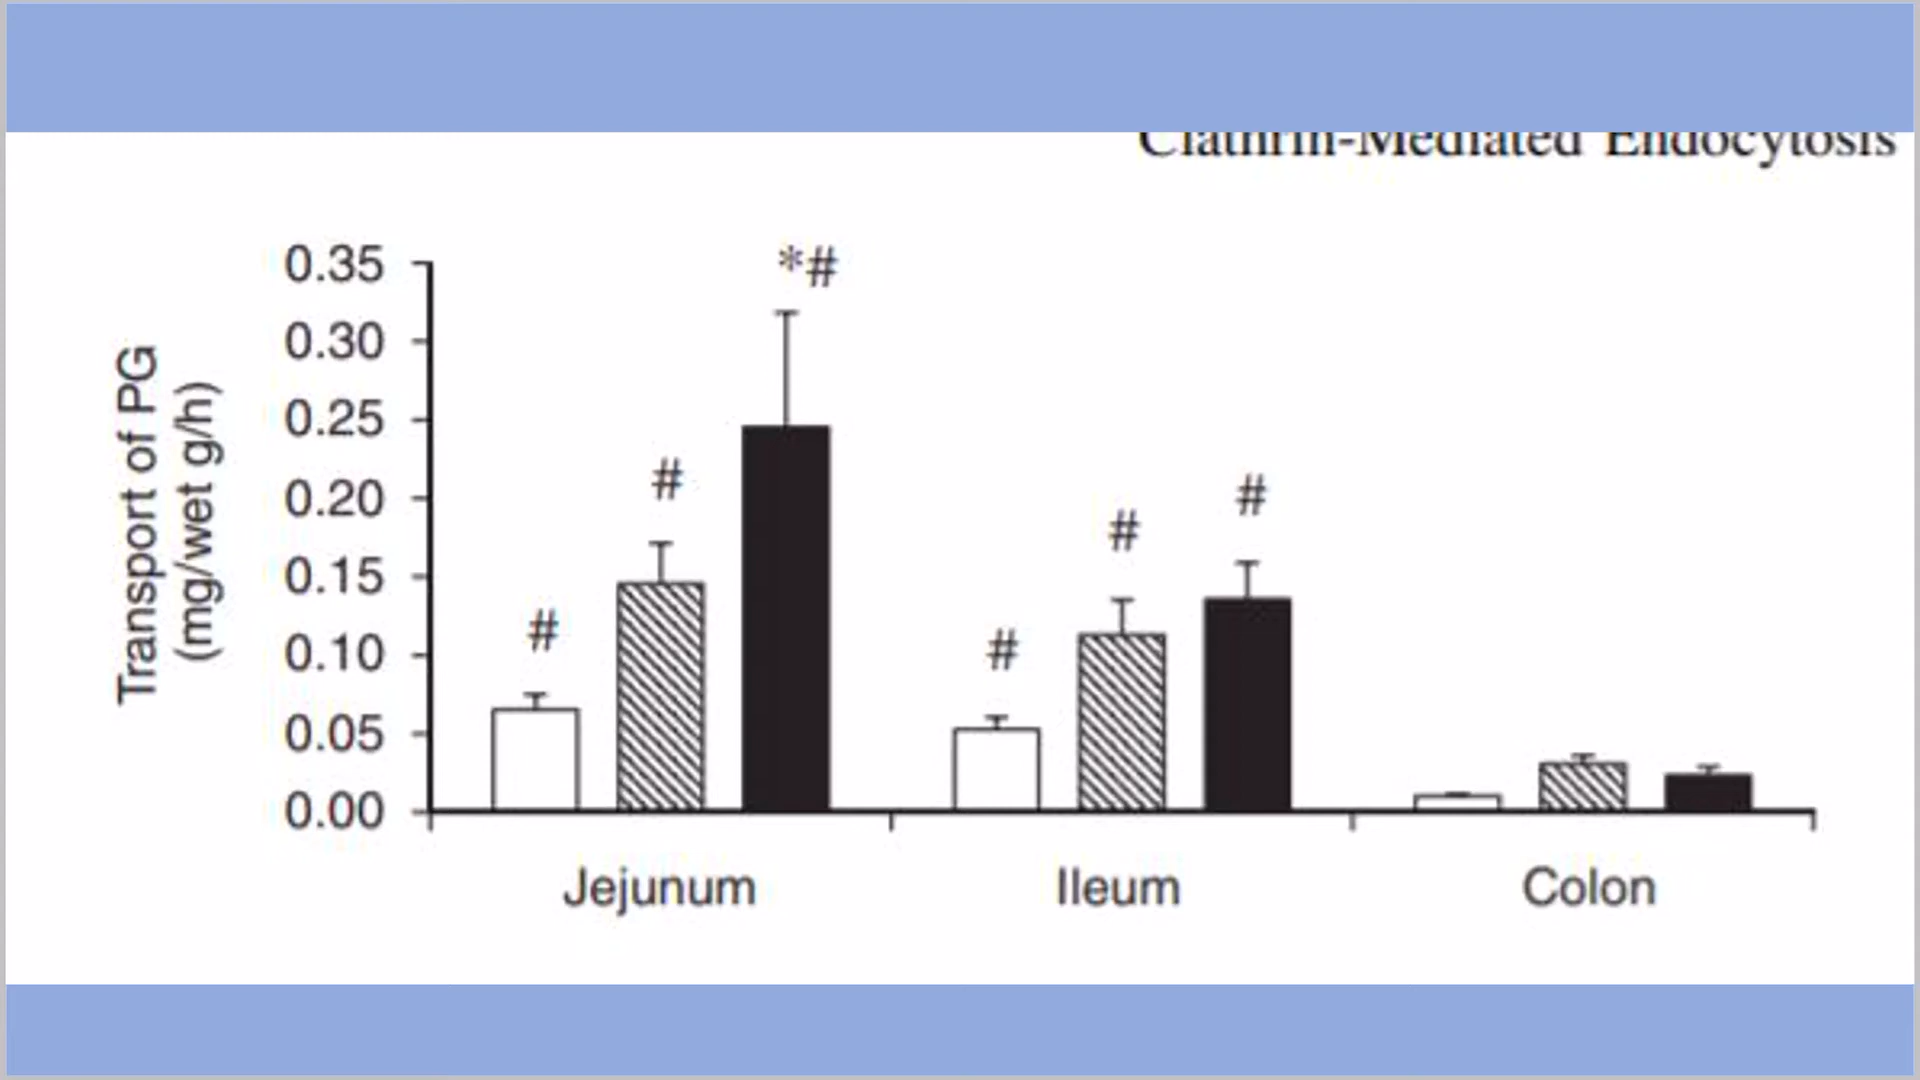 Clathrin-Mediated Endocytosis
Transport of PG
(mg/wet g/h)
0.35
0.30
0.25
0.20
0.15
0.10
0.05
0.00
#
#
*#
#
#
#
Jejunum
Ileum
Colon